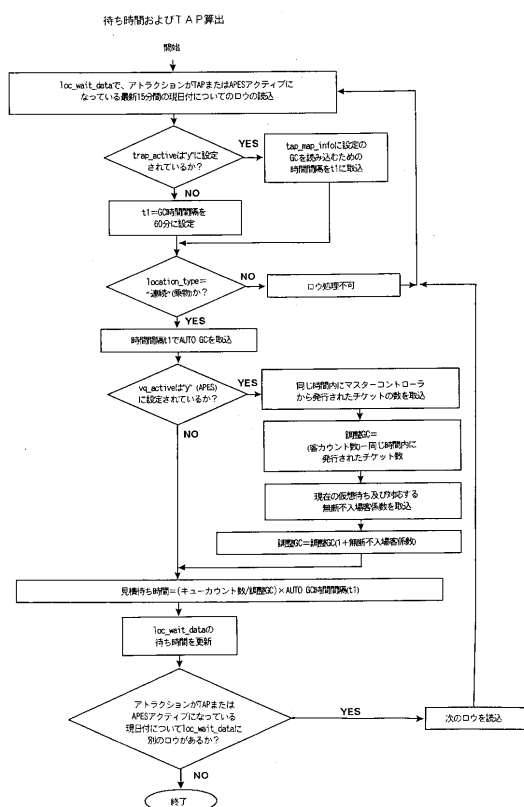 待ち時間およびＴＡＰ算出
開始
loc_wait_dataで、アトラクションがTAPまたはAPESアクティブに
なっている最新15分間の現日付についてのロウの読込
trap_activeは"y"に設定
されているか？
YES
tap_map_infoに設定の
GCを読み込むための
時間間隔をt1に取込
NO
t1＝GC時間間隔を
60分に設定
location_type＝
"連続"(乗物)か？
NO
ロウ処理不可
YES
時間間隔t1でAUTO GCを取込
vq_activeは"y" (APES)
に設定されているか？
YES
同じ時間内にマスターコントローラ
から発行されたチケットの数を取込
NO
調整GC＝
(客カウント数)－同じ時間内に
発行されたチケット数
現在の仮想待ち及び対応する
無断不入場客係数を取込
調整GC＝調整GC(1＋無断不入場客係数)
見積待ち時間＝(キューカウント数/調整GC)×AUTO GC時間間隔(t1)
loc_wait_dataの
待ち時間を更新
アトラクションがTAPまたは
APESアクティブになっている
現日付についてloc_wait_dataに
別のロウがあるか？
YES
次のロウを読込
NO
終了